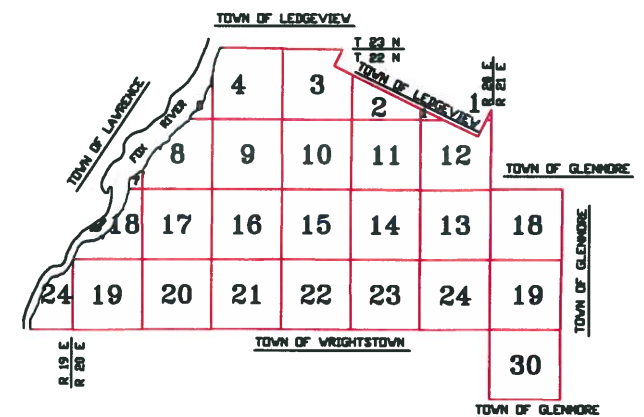 TOWN OF LEDGEVIEW
T 23 N
T 22 N
TOWN OF LEDGEVIEW
R 20 E
R 21 E
TOWN OF LAWRENCE
FOX RIVER
4 3 2 1 1
8 9 10 11 12
TOWN OF GLENMORE
18 17 16 15 14 13 18
TOWN OF GLENMORE
24 19 20 21 22 23 24 19
R 19 E
R 20 E
TOWN OF WRIGHTSTOWN
30
TOWN OF GLENMORE